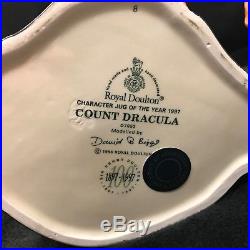 8
Royal Doulton
CHARACTER JUG OF THE YEAR 1997
COUNT DRACULA
D7053
Modelled by
David B Biggs
© 1996 ROYAL DOULTON
100
1897-1997